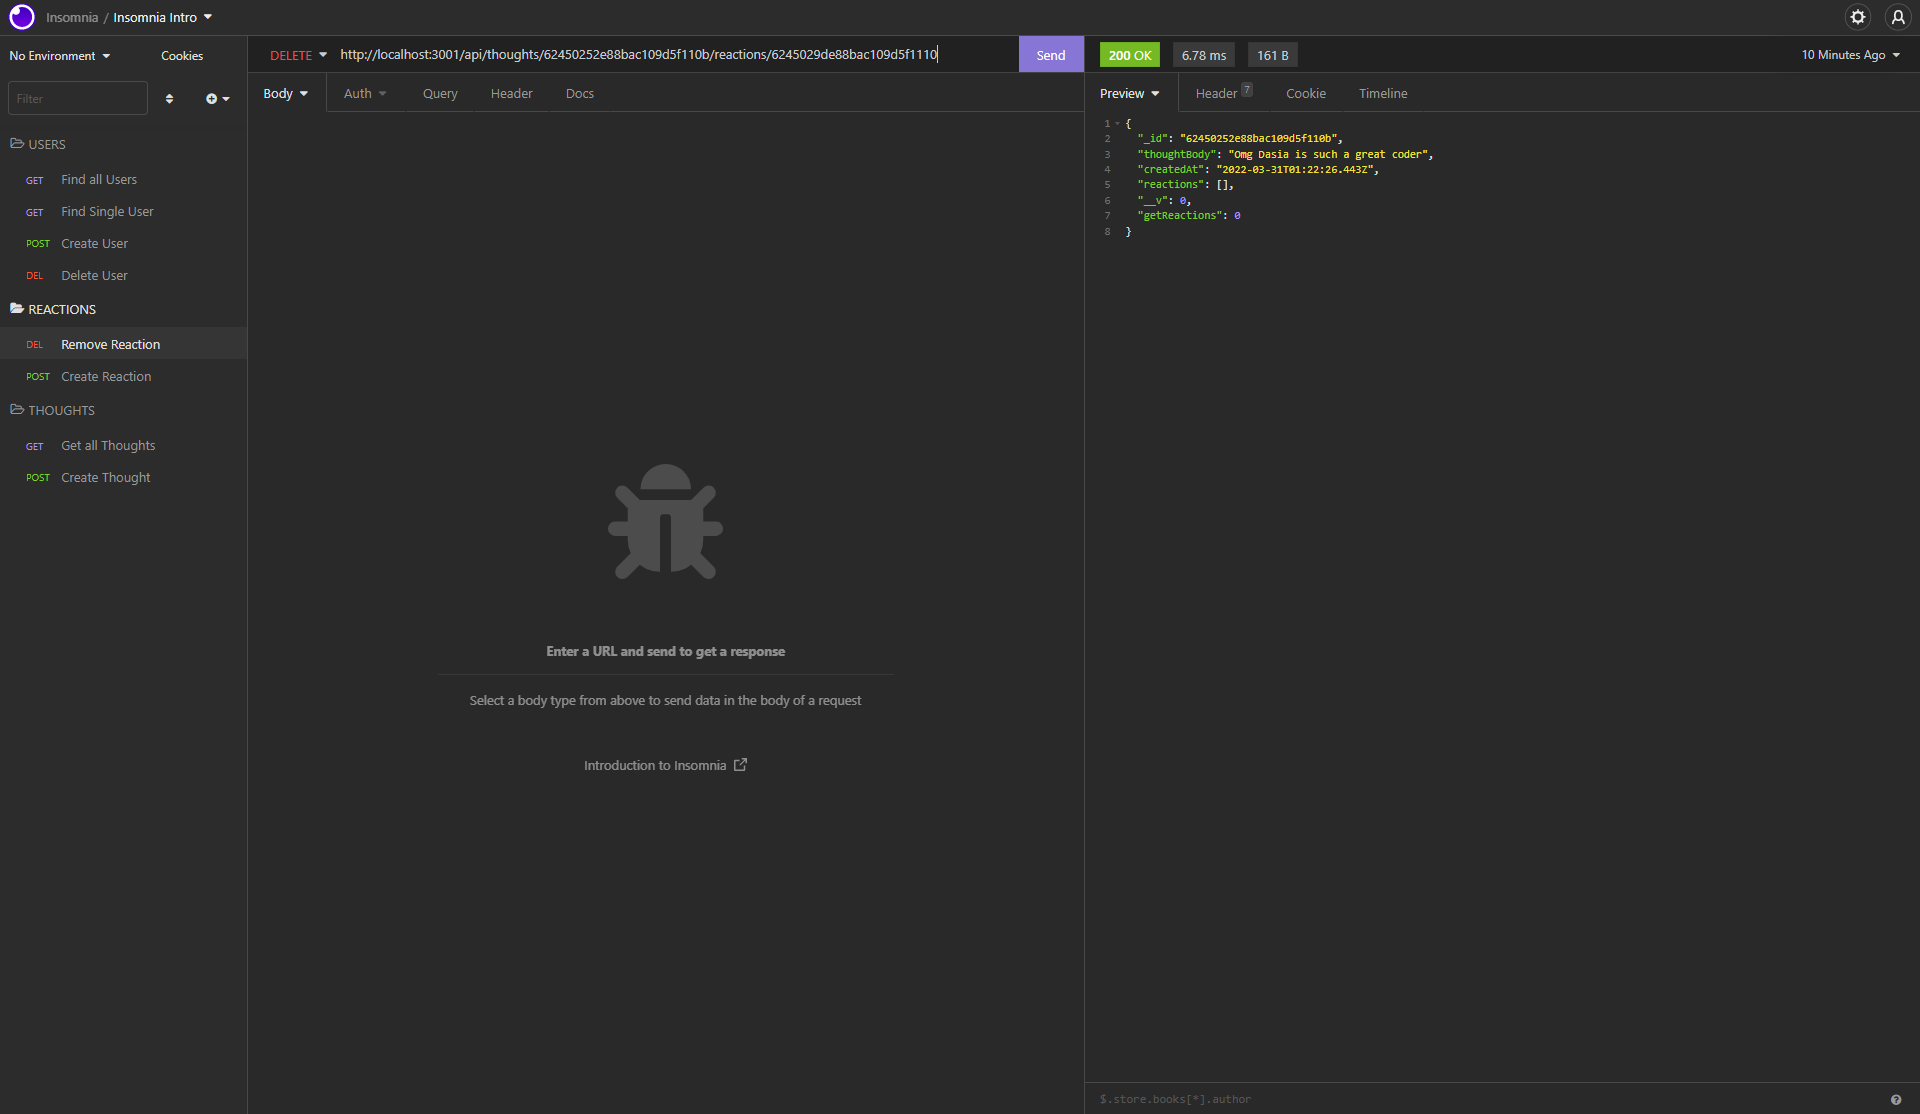 Insomnia / Insomnia Intro
No Environment
Cookies
Filter
USERS
GET Find all Users
GET Find Single User
POST Create User
DEL Delete User
REACTIONS
DEL Remove Reaction
POST Create Reaction
THOUGHTS
GET Get all Thoughts
POST Create Thought
DELETE http://localhost:3001/api/thoughts/62450252e88bac109d5f110b/reactions/6245029de88bac109d5f1110
Send
Body Auth Query Header Docs
Enter a URL and send to get a response
Select a body type from above to send data in the body of a request
Introduction to Insomnia
200 OK 6.78 ms 161 B 10 Minutes Ago
Preview Header 7 Cookie Timeline
1 {
2 "_id": "62450252e88bac109d5f110b",
3 "thoughtBody": "Omg Dasia is such a great coder",
4 "createdAt": "2022-03-31T01:22:26.443Z",
5 "reactions": [],
6 "__v": 0,
7 "getReactions": 0
8 }
$.store.books[*].author